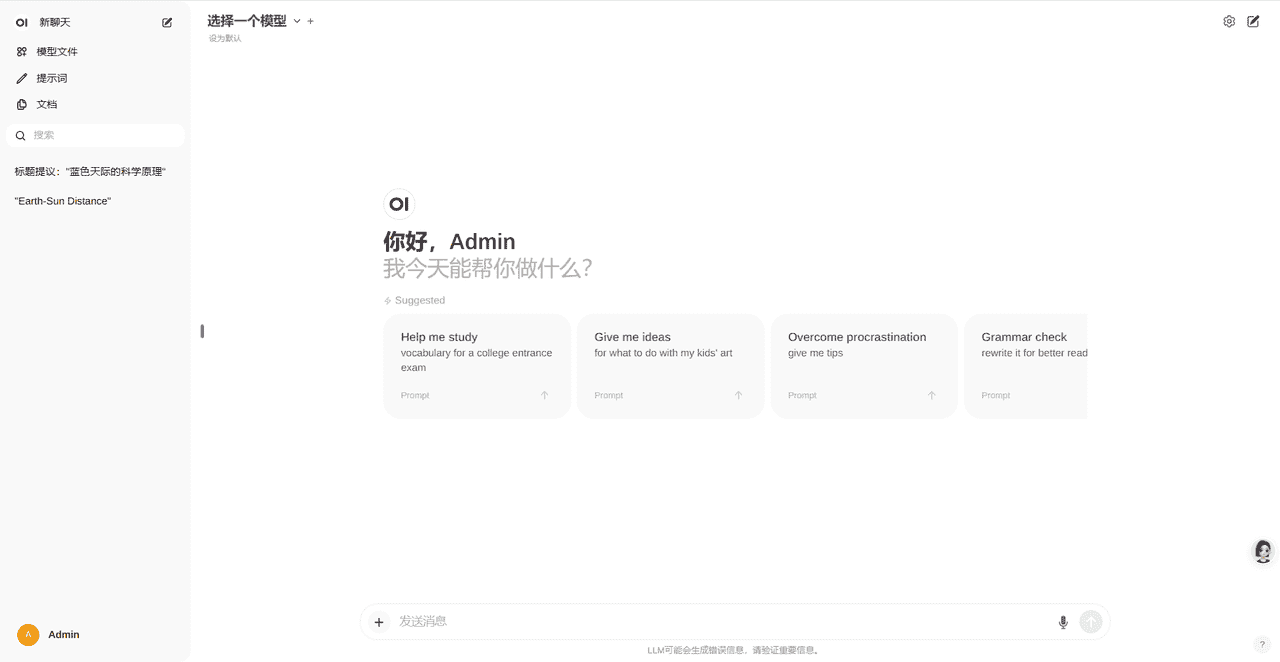 OI 新聊天
模型文件
提示词
文档
搜索
标题提议："蓝色天际的科学原理"
"Earth-Sun Distance"
A Admin
选择一个模型
设为默认
OI
你好，Admin
我今天能帮你做什么？
Suggested
Help me study
vocabulary for a college entrance
exam
Prompt
Give me ideas
for what to do with my kids' art
Prompt
Overcome procrastination
give me tips
Prompt
Grammar check
rewrite it for better read
Prompt
发送消息
LLM可能会生成错误信息，请验证重要信息。
?